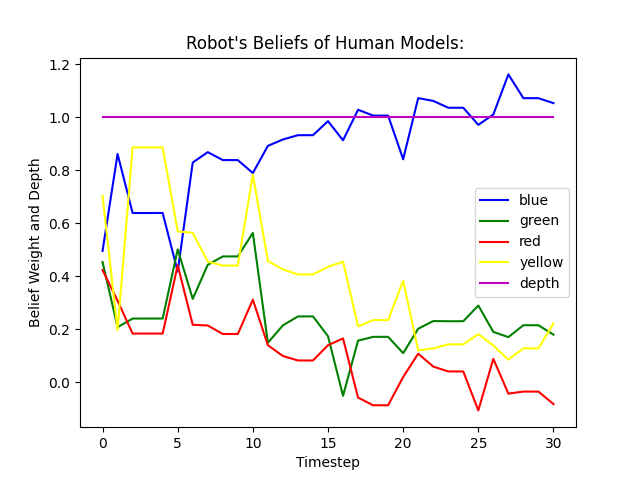 Robot's Beliefs of Human Models:
Belief Weight and Depth
1.2
1.0
0.8
0.6
0.4
0.2
0.0
blue
green
red
yellow
depth
0 5 10 15 20 25 30
Timestep